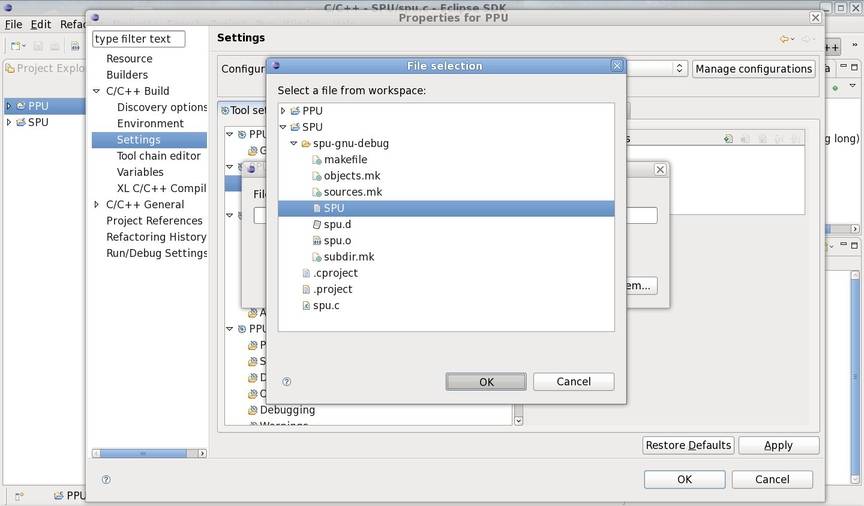 C/C++ - SPU/spu.c - Eclipse SDK
Properties for PPU
File Edit Refac
type filter text
Settings
Project Explo
Resource
Builders
C/C++ Build
Discovery options
Environment
Settings
Tool chain editor
Variables
XL C/C++ Compil
C/C++ General
Project References
Refactoring History
Run/Debug Settings
PPU
SPU
Configur
Manage configurations
Tool set
PPU
File selection
Select a file from workspace:
PPU
SPU
spu-gnu-debug
makefile
objects.mk
sources.mk
SPU
spu.d
spu.o
subdir.mk
.cproject
.project
spu.c
OK
Cancel
s
g long)
em...
PPU
Debugging
Warnings
Restore Defaults
Apply
OK
Cancel
PPU